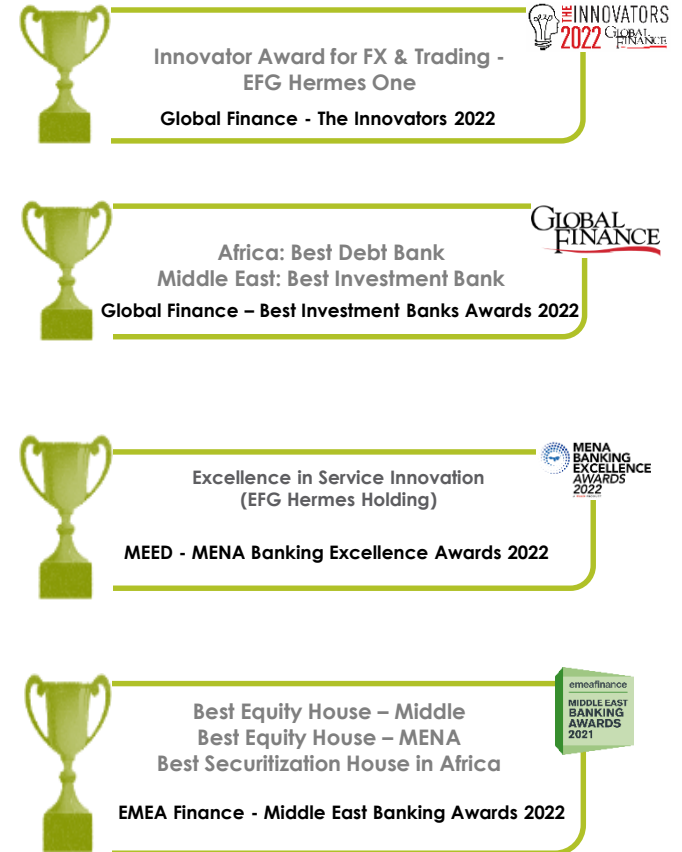 THE INNOVATORS
2022 GLOBAL FINANCE
Innovator Award for FX & Trading -
EFG Hermes One
Global Finance - The Innovators 2022
GLOBAL
FINANCE
Africa: Best Debt Bank
Middle East: Best Investment Bank
Global Finance – Best Investment Banks Awards 2022
MENA
BANKING
EXCELLENCE
AWARDS
2022
Excellence in Service Innovation
(EFG Hermes Holding)
MEED - MENA Banking Excellence Awards 2022
emeafinance
MIDDLE EAST
BANKING
AWARDS
2021
Best Equity House – Middle
Best Equity House – MENA
Best Securitization House in Africa
EMEA Finance - Middle East Banking Awards 2022